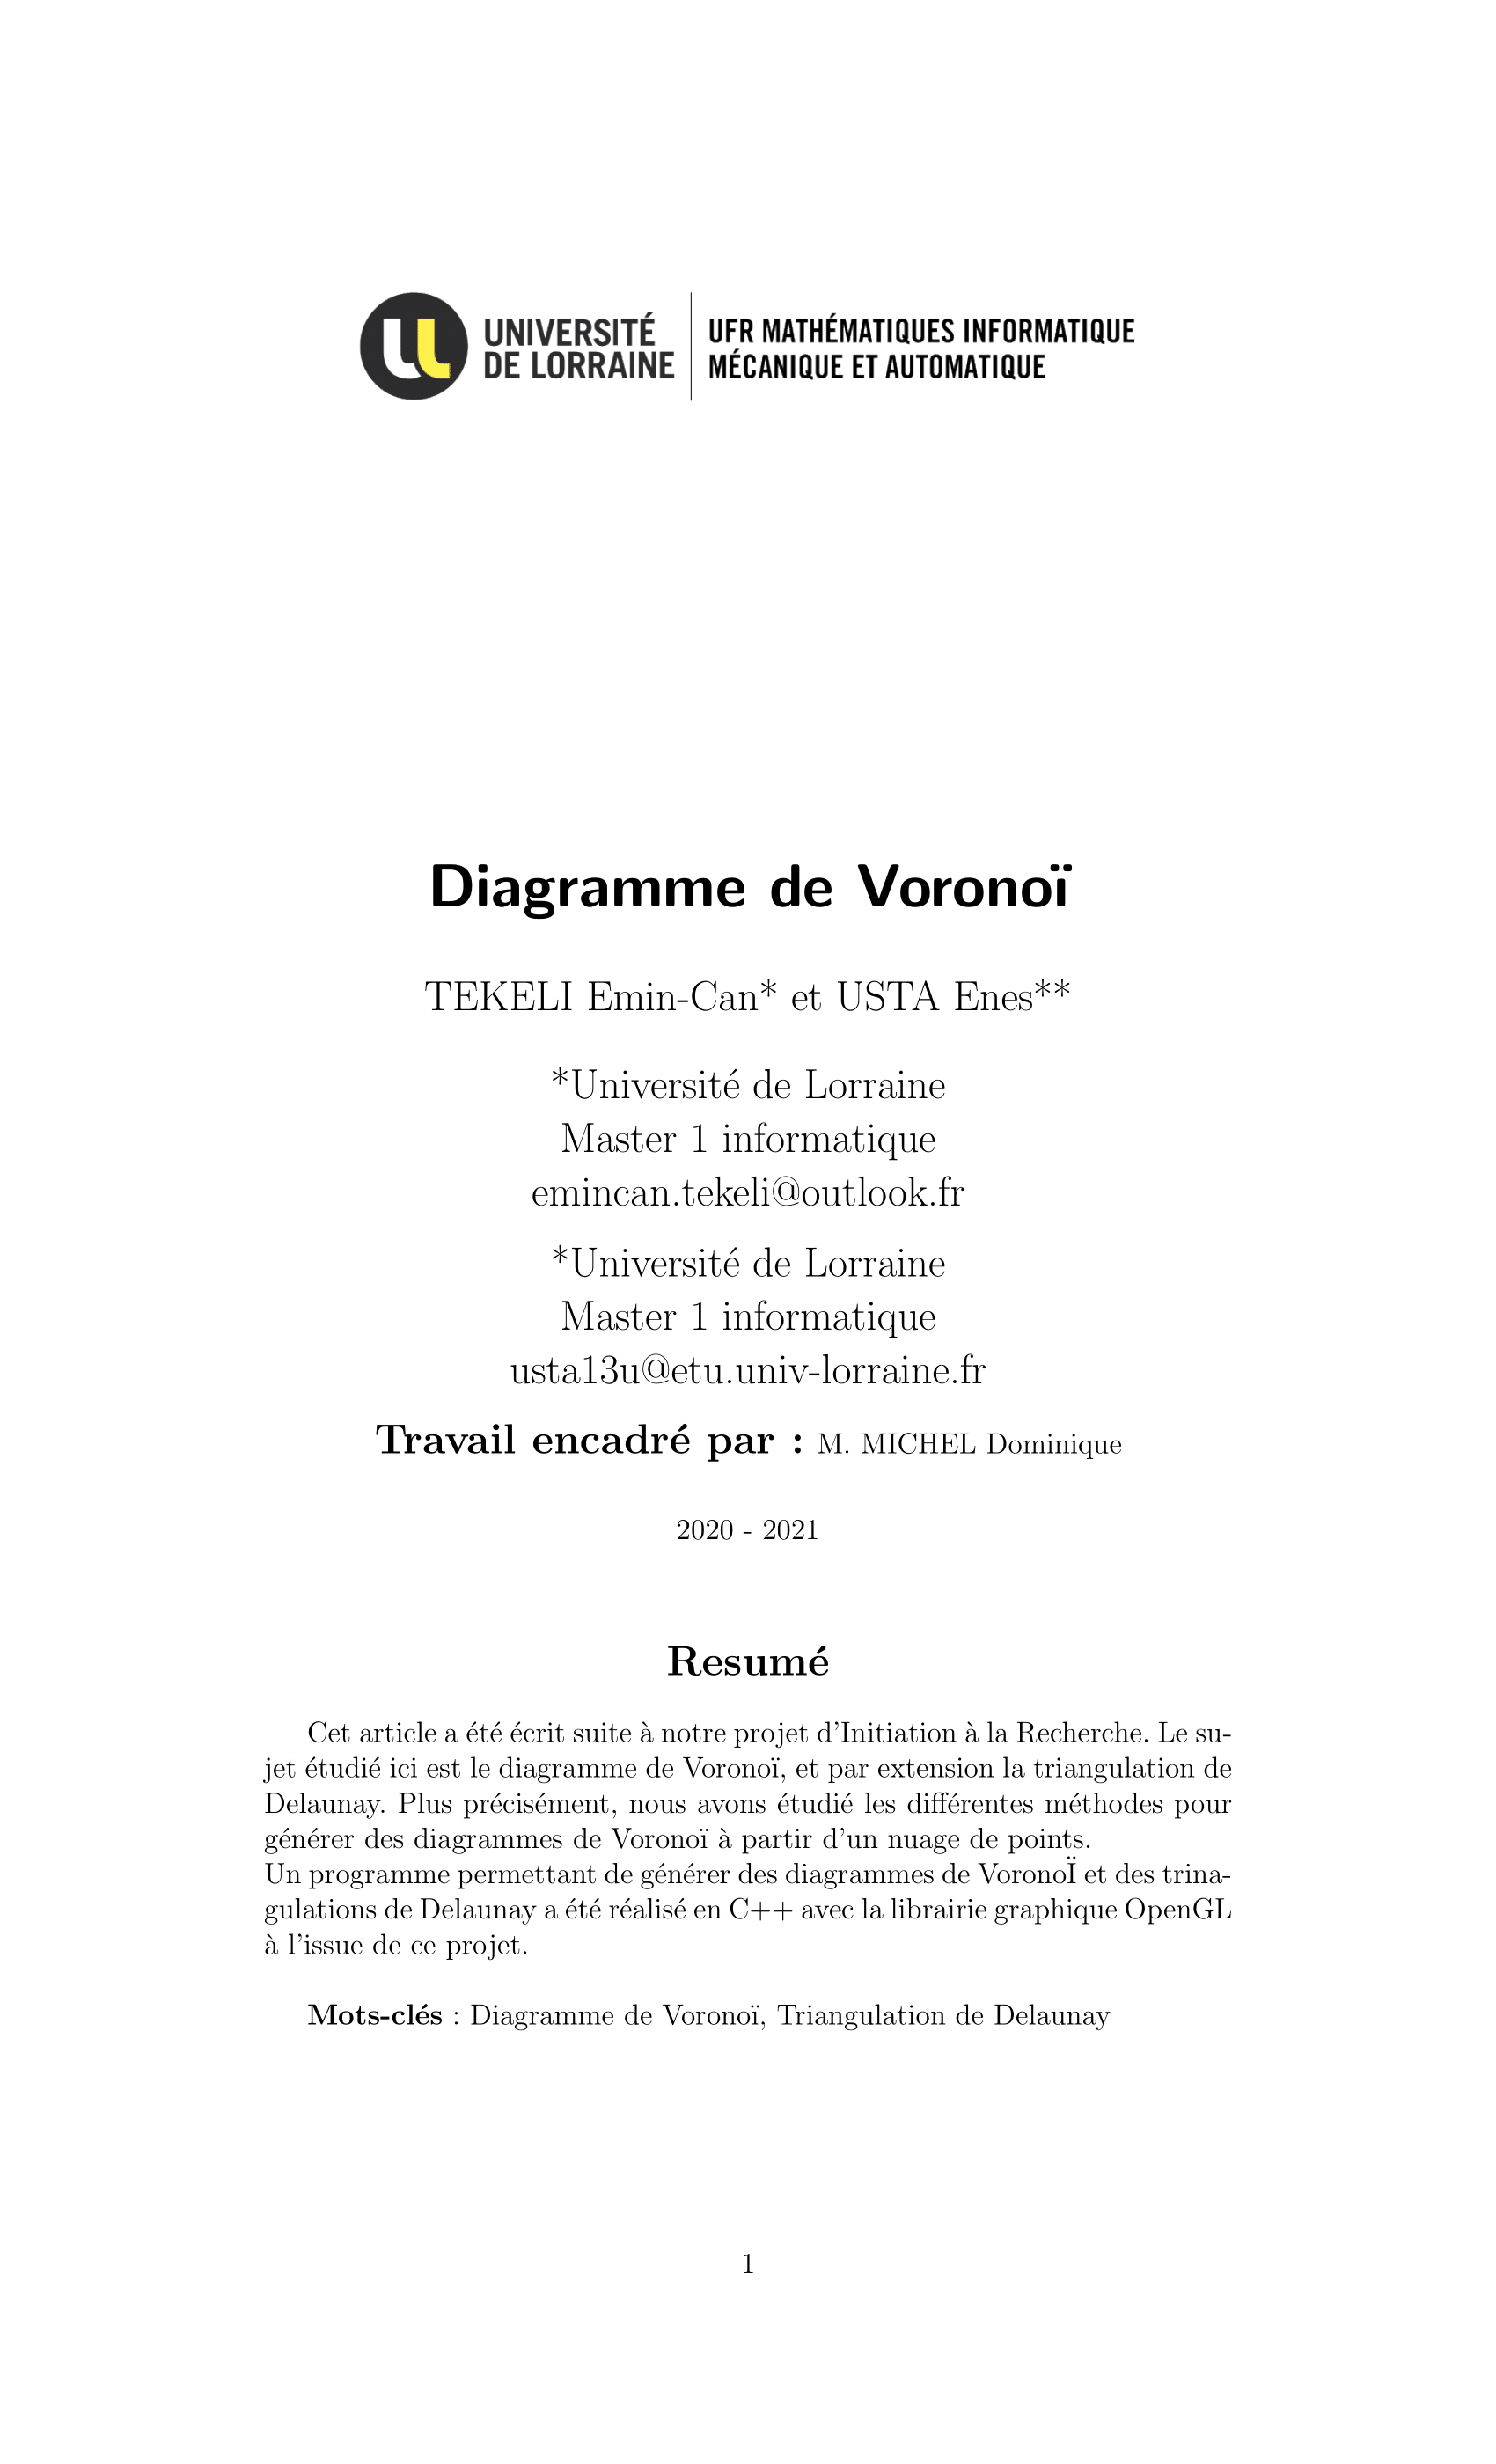 UNIVERSITÉ
DE LORRAINE
UFR MATHÉMATIQUES INFORMATIQUE
MÉCANIQUE ET AUTOMATIQUE
Diagramme de Voronoï
TEKELI Emin-Can* et USTA Enes**
*Université de Lorraine
Master 1 informatique
emincan.tekeli@outlook.fr
*Université de Lorraine
Master 1 informatique
usta13u@etu.univ-lorraine.fr
Travail encadré par : M. MICHEL Dominique
2020 - 2021
Resumé
Cet article a été écrit suite à notre projet d'Initiation à la Recherche. Le su-
jet étudié ici est le diagramme de Voronoï, et par extension la triangulation de
Delaunay. Plus précisément, nous avons étudié les différentes méthodes pour
générer des diagrammes de Voronoï à partir d'un nuage de points.
Un programme permettant de générer des diagrammes de VoronoÏ et des trina-
gulations de Delaunay a été réalisé en C++ avec la librairie graphique OpenGL
à l'issue de ce projet.
Mots-clés : Diagramme de Voronoï, Triangulation de Delaunay
1